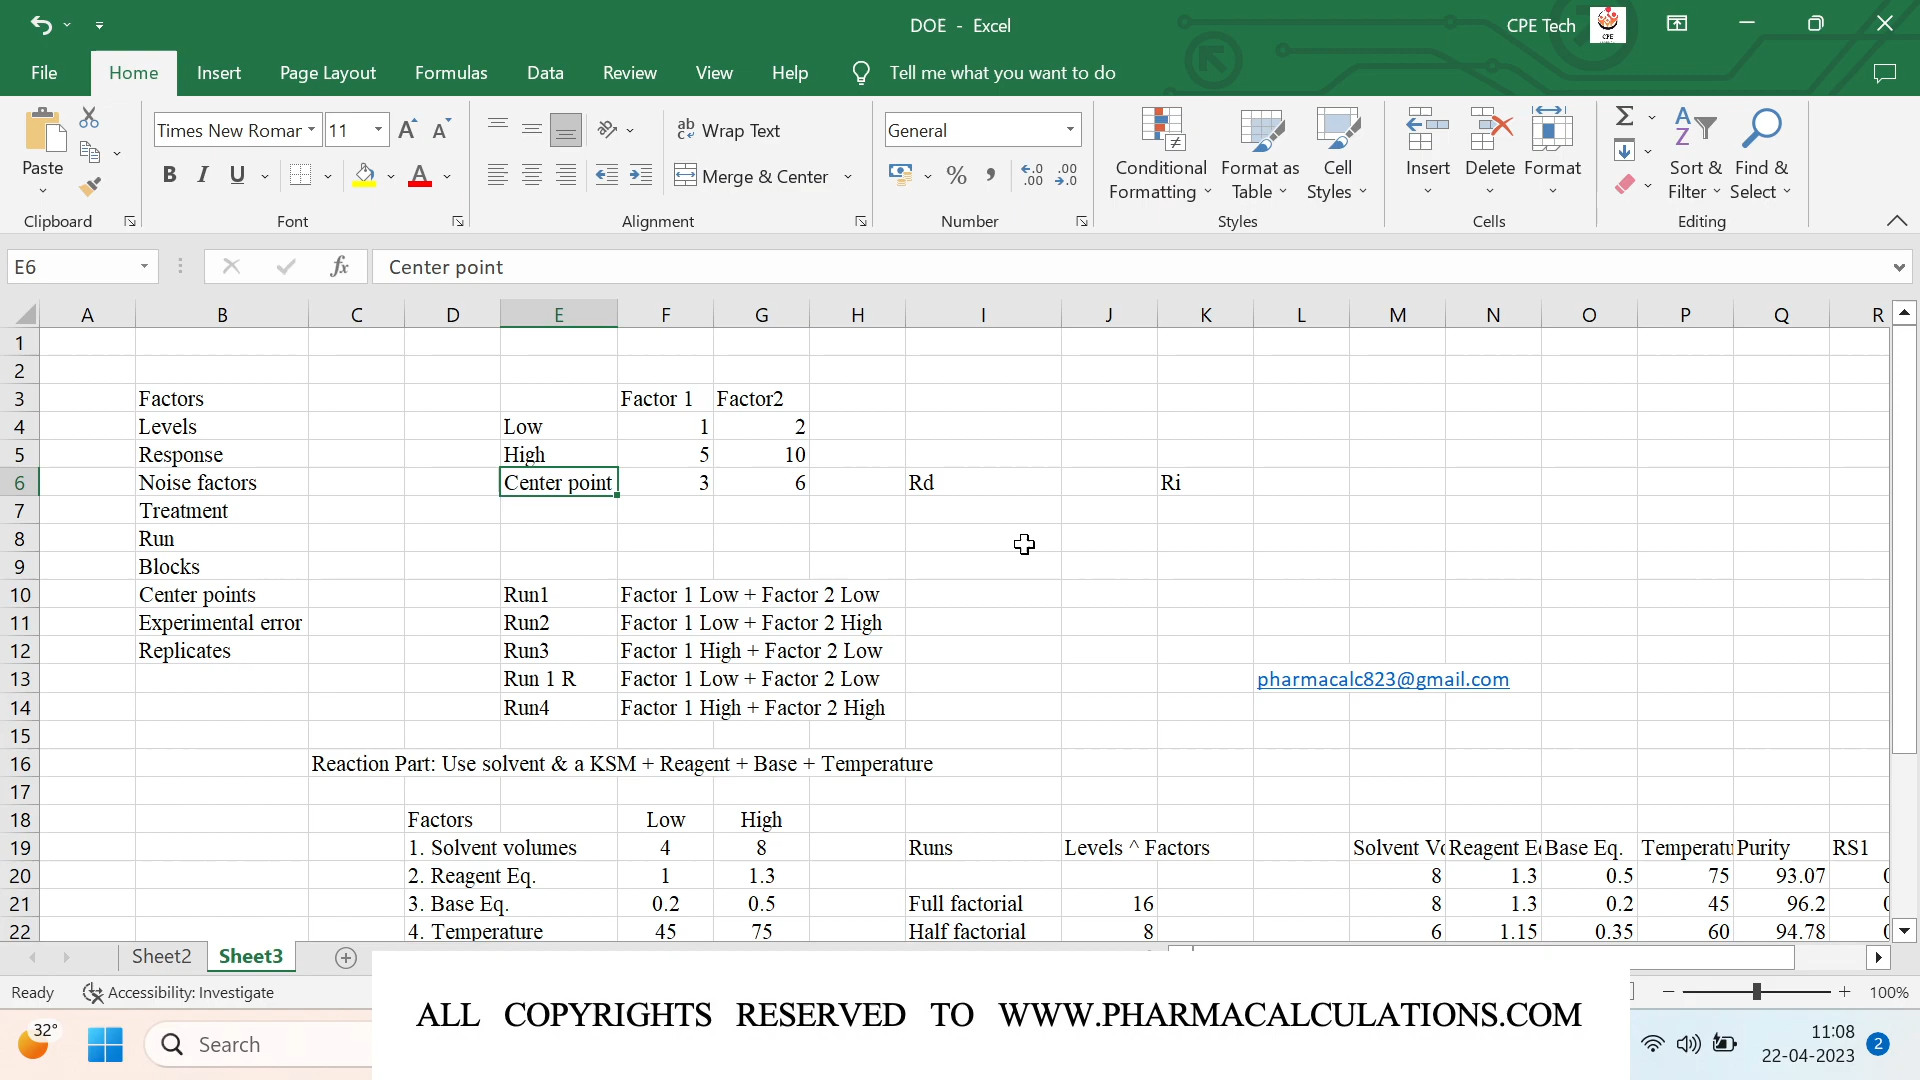 DOE - Excel
CPE Tech
CPE
File Home Insert Page Layout Formulas Data Review View Help Tell me what you want to do
Paste
Clipboard
Times New Roman 11
B I U
Font
Wrap Text
Merge & Center
Alignment
General
% ,
Number
Conditional Formatting
Format as Table
Cell Styles
Styles
Insert Delete Format
Cells
Sort & Filter
Find & Select
Editing
E6
fx
Center point
A B C D E F G H I J K L M N O P Q R
1
2
3 Factors Factor 1 Factor2
4 Levels Low 1 2
5 Response High 5 10
6 Noise factors Center point 3 6 Rd Ri
7 Treatment
8 Run
9 Blocks
10 Center points Run1 Factor 1 Low + Factor 2 Low
11 Experimental error Run2 Factor 1 Low + Factor 2 High
12 Replicates Run3 Factor 1 High + Factor 2 Low
13 Run 1 R Factor 1 Low + Factor 2 Low pharmacalc823@gmail.com
14 Run4 Factor 1 High + Factor 2 High
15
16 Reaction Part: Use solvent & a KSM + Reagent + Base + Temperature
17
18 Factors Low High
19 1. Solvent volumes 4 8 Runs Levels ^ Factors Solvent Vo Reagent E Base Eq. Temperatu Purity RS1
20 2. Reagent Eq. 1 1.3 8 1.3 0.5 75 93.07
21 3. Base Eq. 0.2 0.5 Full factorial 16 8 1.3 0.2 45 96.2
22 4. Temperature 45 75 Half factorial 8 6 1.15 0.35 60 94.78
Sheet2 Sheet3
Ready Accessibility: Investigate
100%
ALL COPYRIGHTS RESERVED TO WWW.PHARMACALCULATIONS.COM
32°
Search
11:08
22-04-2023
2